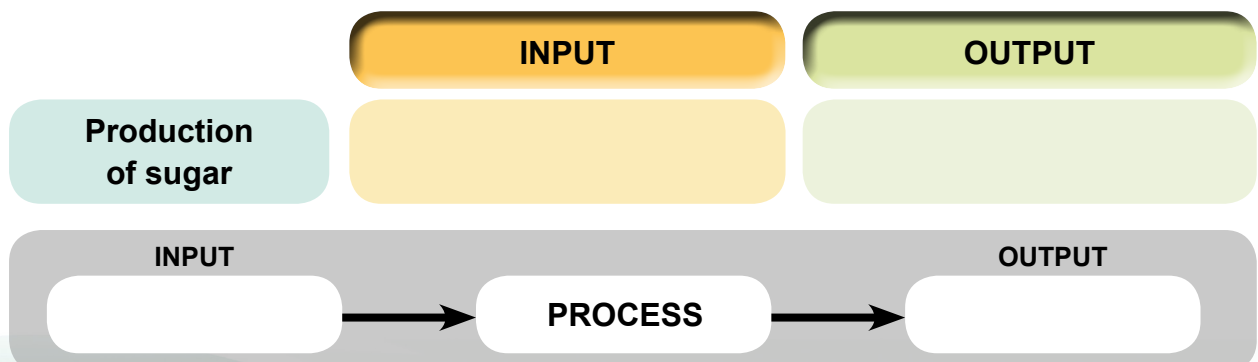 INPUT OUTPUT
Production
of sugar
INPUT OUTPUT
PROCESS